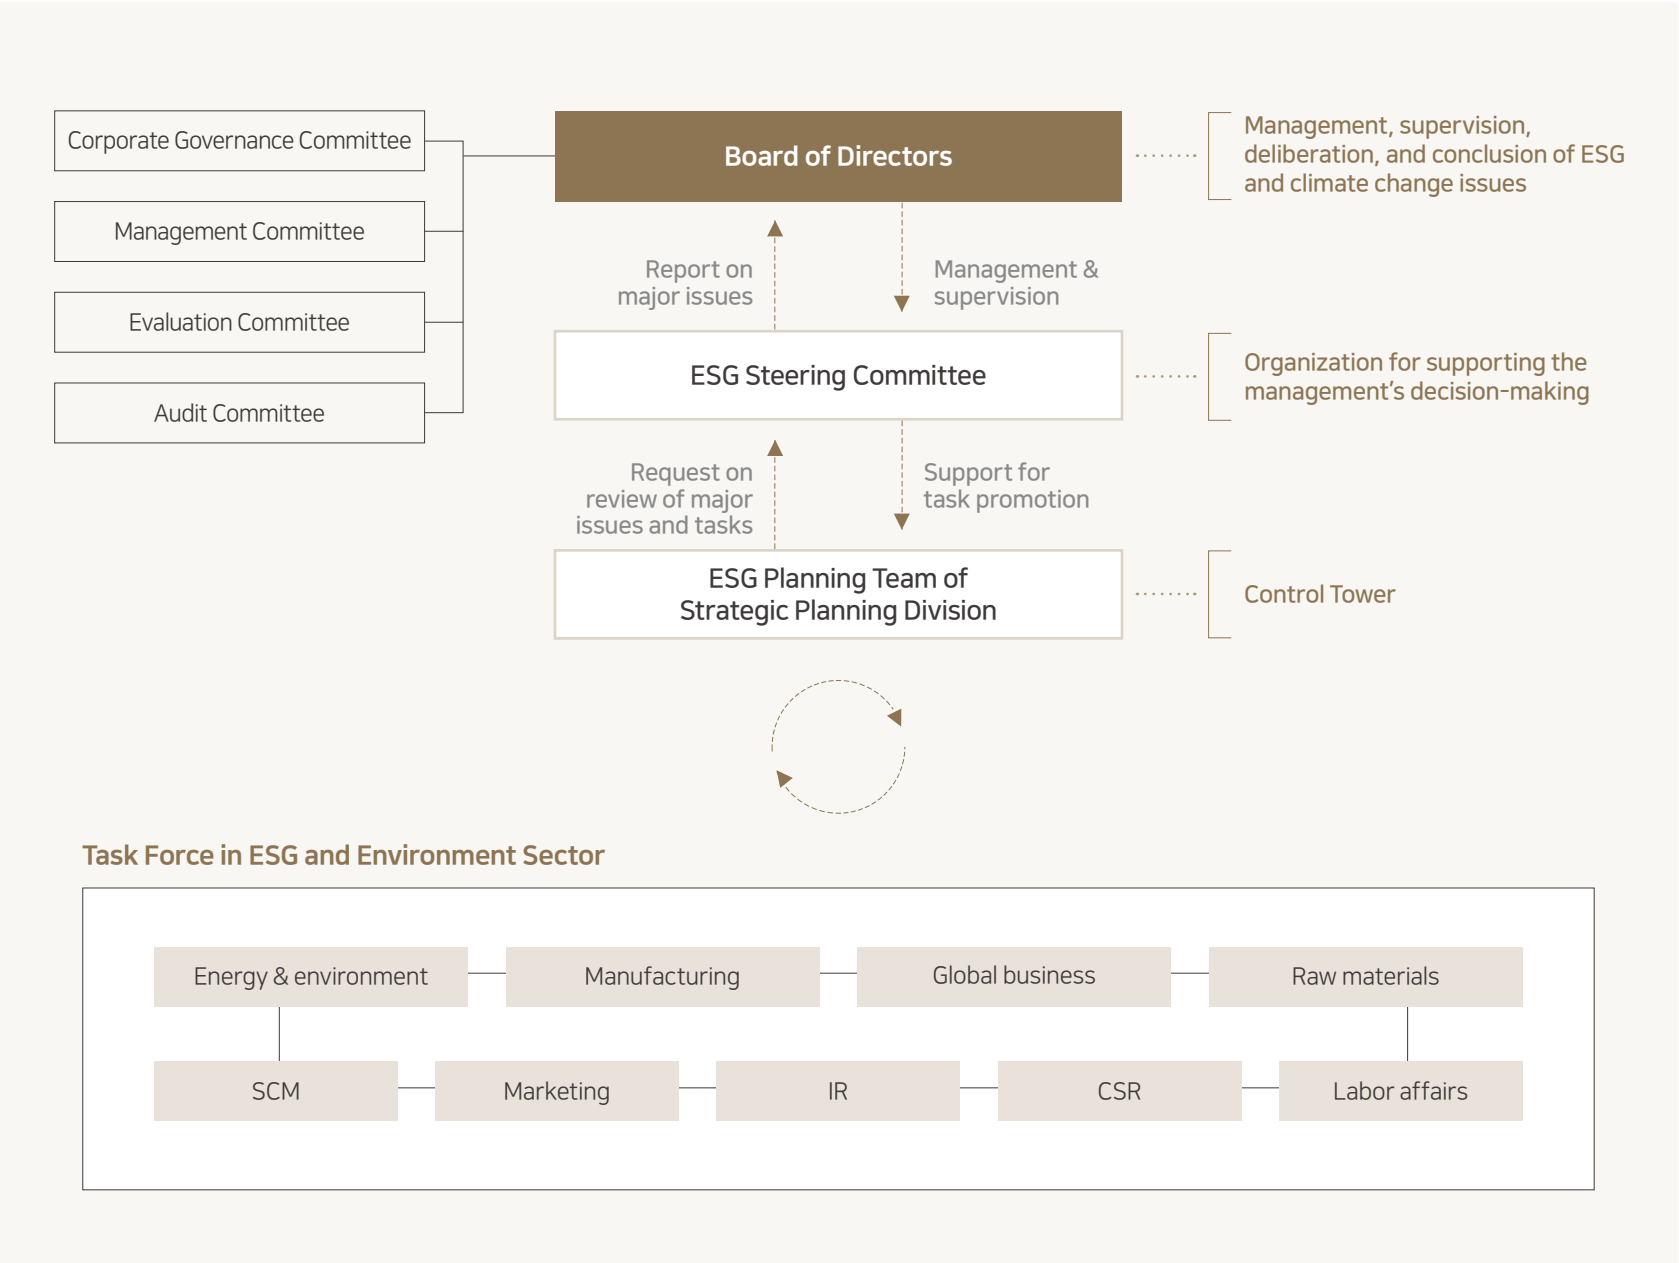 Corporate Governance Committee
Management Committee
Evaluation Committee
Audit Committee
Board of Directors
Management, supervision,
deliberation, and conclusion of ESG
and climate change issues
Report on
major issues
Management &
supervision
ESG Steering Committee
Organization for supporting the
management's decision-making
Request on
review of major
issues and tasks
Support for
task promotion
ESG Planning Team of
Strategic Planning Division
Control Tower
Task Force in ESG and Environment Sector
Energy & environment
Manufacturing
Global business
Raw materials
SCM
Marketing
IR
CSR
Labor affairs